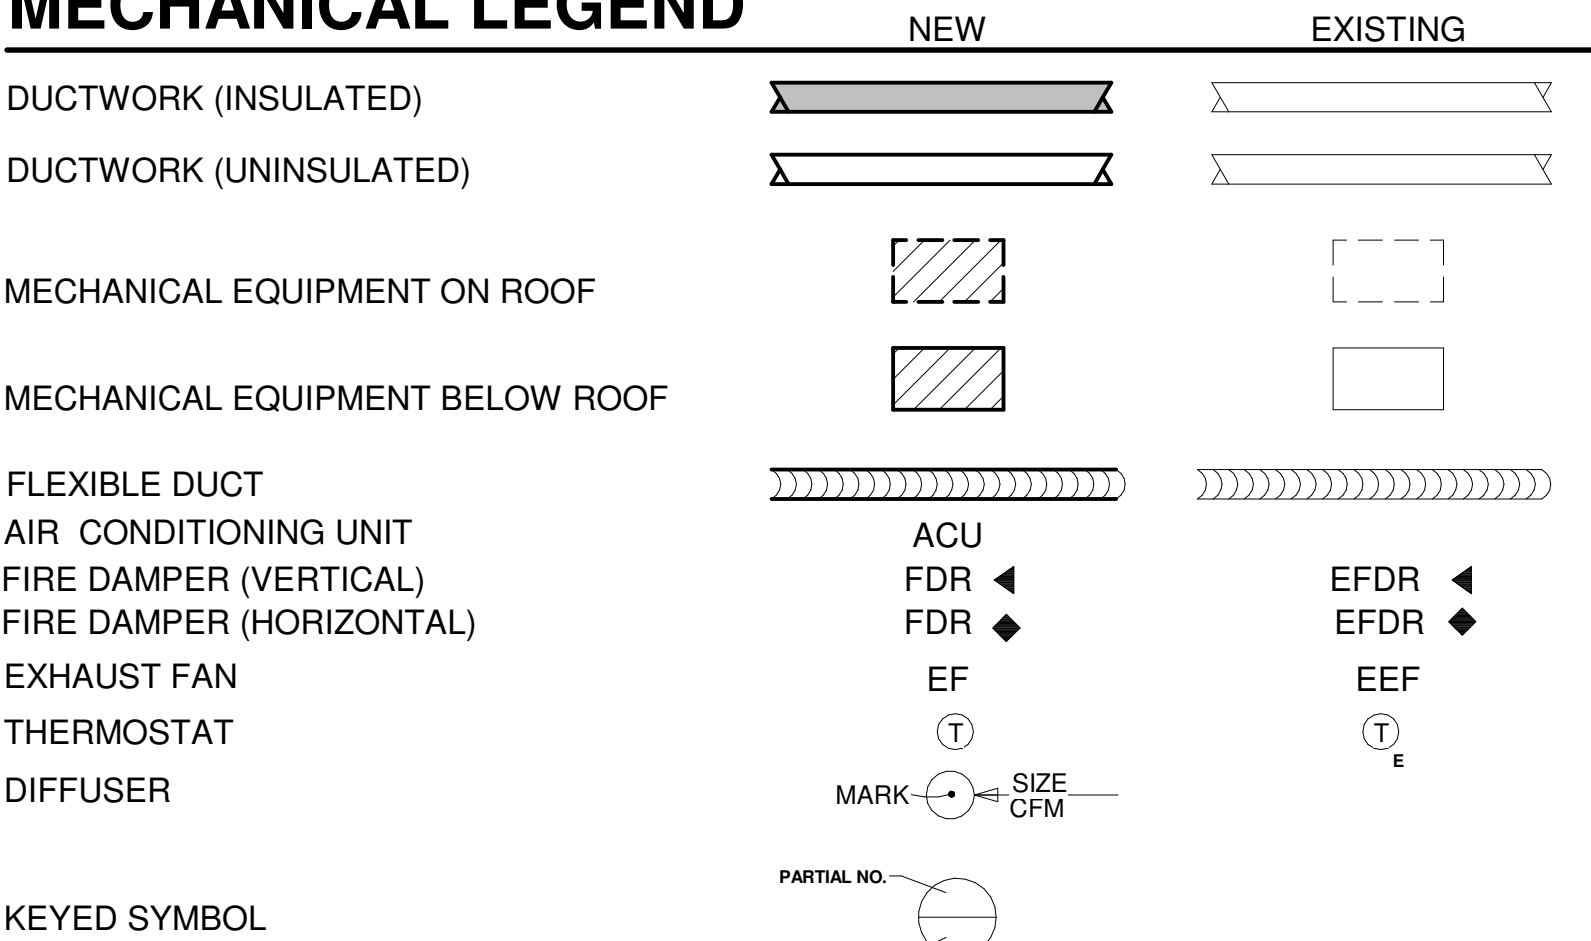 MECHANICAL LEGEND NEW EXISTING
DUCTWORK (INSULATED)
DUCTWORK (UNINSULATED)
MECHANICAL EQUIPMENT ON ROOF
MECHANICAL EQUIPMENT BELOW ROOF
FLEXIBLE DUCT
AIR CONDITIONING UNIT ACU
FIRE DAMPER (VERTICAL) FDR EFDR
FIRE DAMPER (HORIZONTAL) FDR EFDR
EXHAUST FAN EF EEF
THERMOSTAT T T
E
DIFFUSER MARK SIZE
CFM
PARTIAL NO.
KEYED SYMBOL